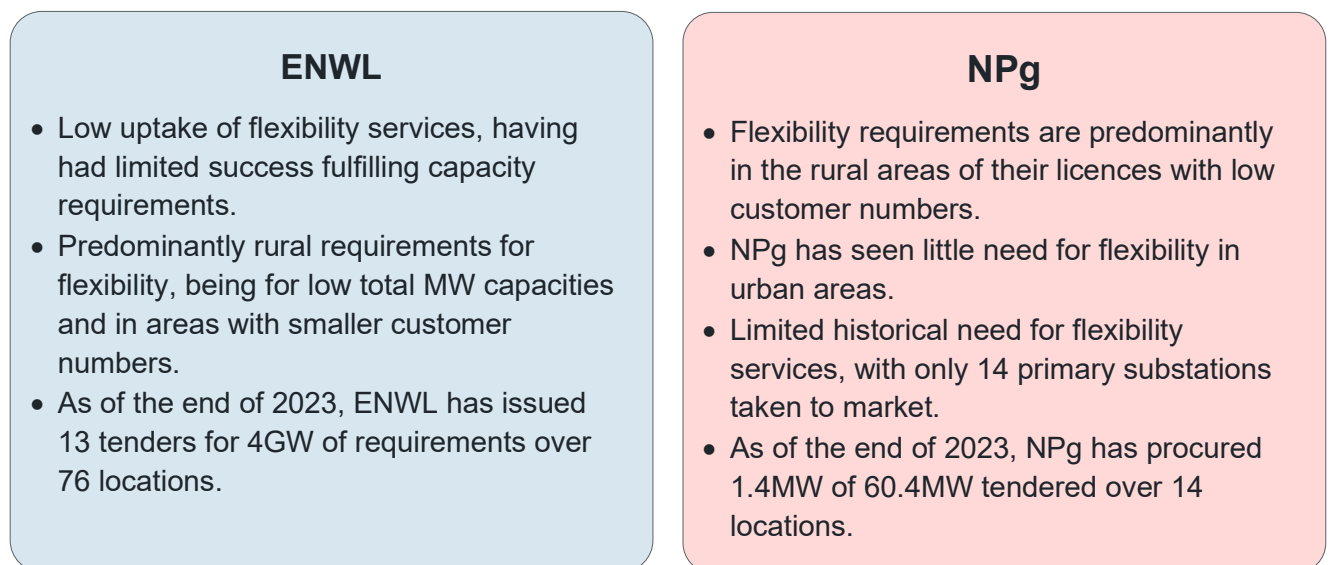 ENWL
• Low uptake of flexibility services, having
had limited success fulfilling capacity
requirements.
• Predominantly rural requirements for
flexibility, being for low total MW capacities
and in areas with smaller customer
numbers.
• As of the end of 2023, ENWL has issued
13 tenders for 4GW of requirements over
76 locations.
NPg
• Flexibility requirements are predominantly
in the rural areas of their licences with low
customer numbers.
• NPg has seen little need for flexibility in
urban areas.
• Limited historical need for flexibility
services, with only 14 primary substations
taken to market.
• As of the end of 2023, NPg has procured
1.4MW of 60.4MW tendered over 14
locations.